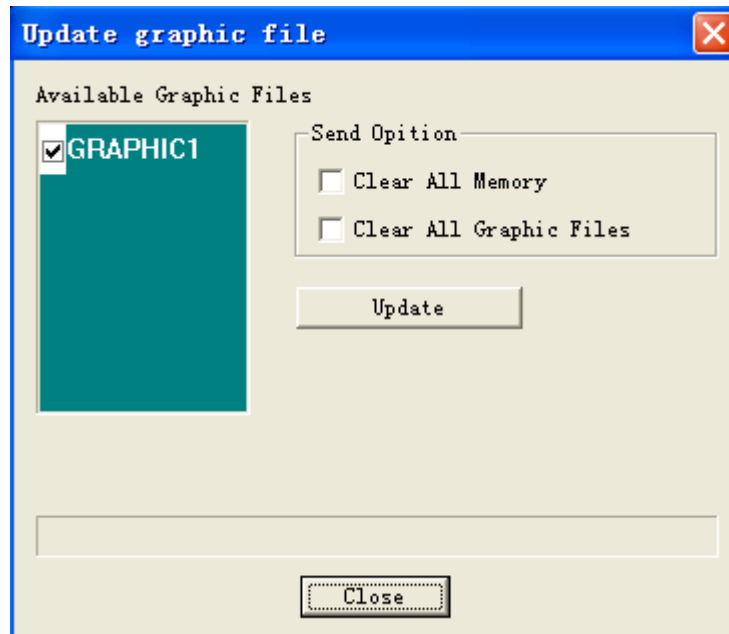 Update graphic file
Available Graphic Files
GRAPHIC1
Send Opition
Clear All Memory
Clear All Graphic Files
Update
Close